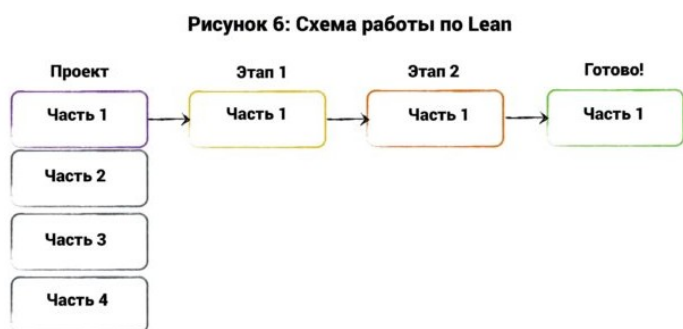 Рисунок 6: Схема работы по Lean
Проект
Этап 1
Этап 2
Готово!
Часть 1
Часть 1
Часть 1
Часть 1
Часть 2
Часть 3
Часть 4